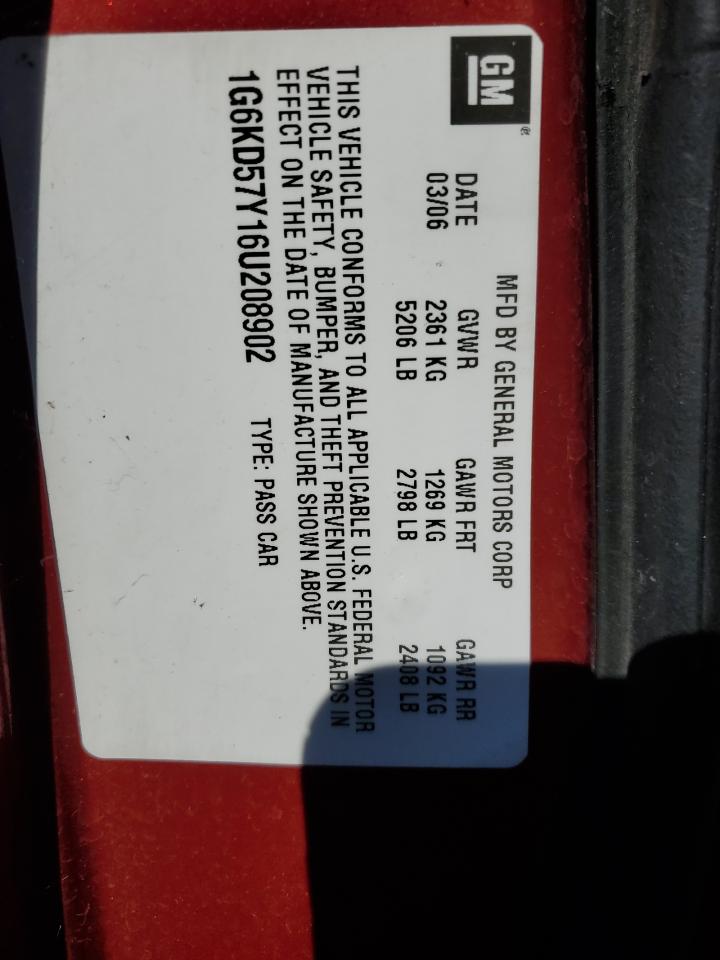 GM®
MFD BY GENERAL MOTORS CORP
DATE GVWR GAWR FRT GAWR RR
03/06 2361 KG 1269 KG 1092 KG
5206 LB 2798 LB 2408 LB
THIS VEHICLE CONFORMS TO ALL APPLICABLE U.S. FEDERAL MOTOR
VEHICLE SAFETY, BUMPER, AND THEFT PREVENTION STANDARDS IN
EFFECT ON THE DATE OF MANUFACTURE SHOWN ABOVE.
1G6KD57Y16U208902 TYPE: PASS CAR